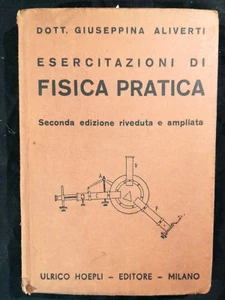 DOTT. GIUSEPPINA ALIVERTI
ESERCITAZIONI DI
FISICA PRATICA
Seconda edizione riveduta e ampliata
ULRICO HOEPLI – EDITORE – MILANO